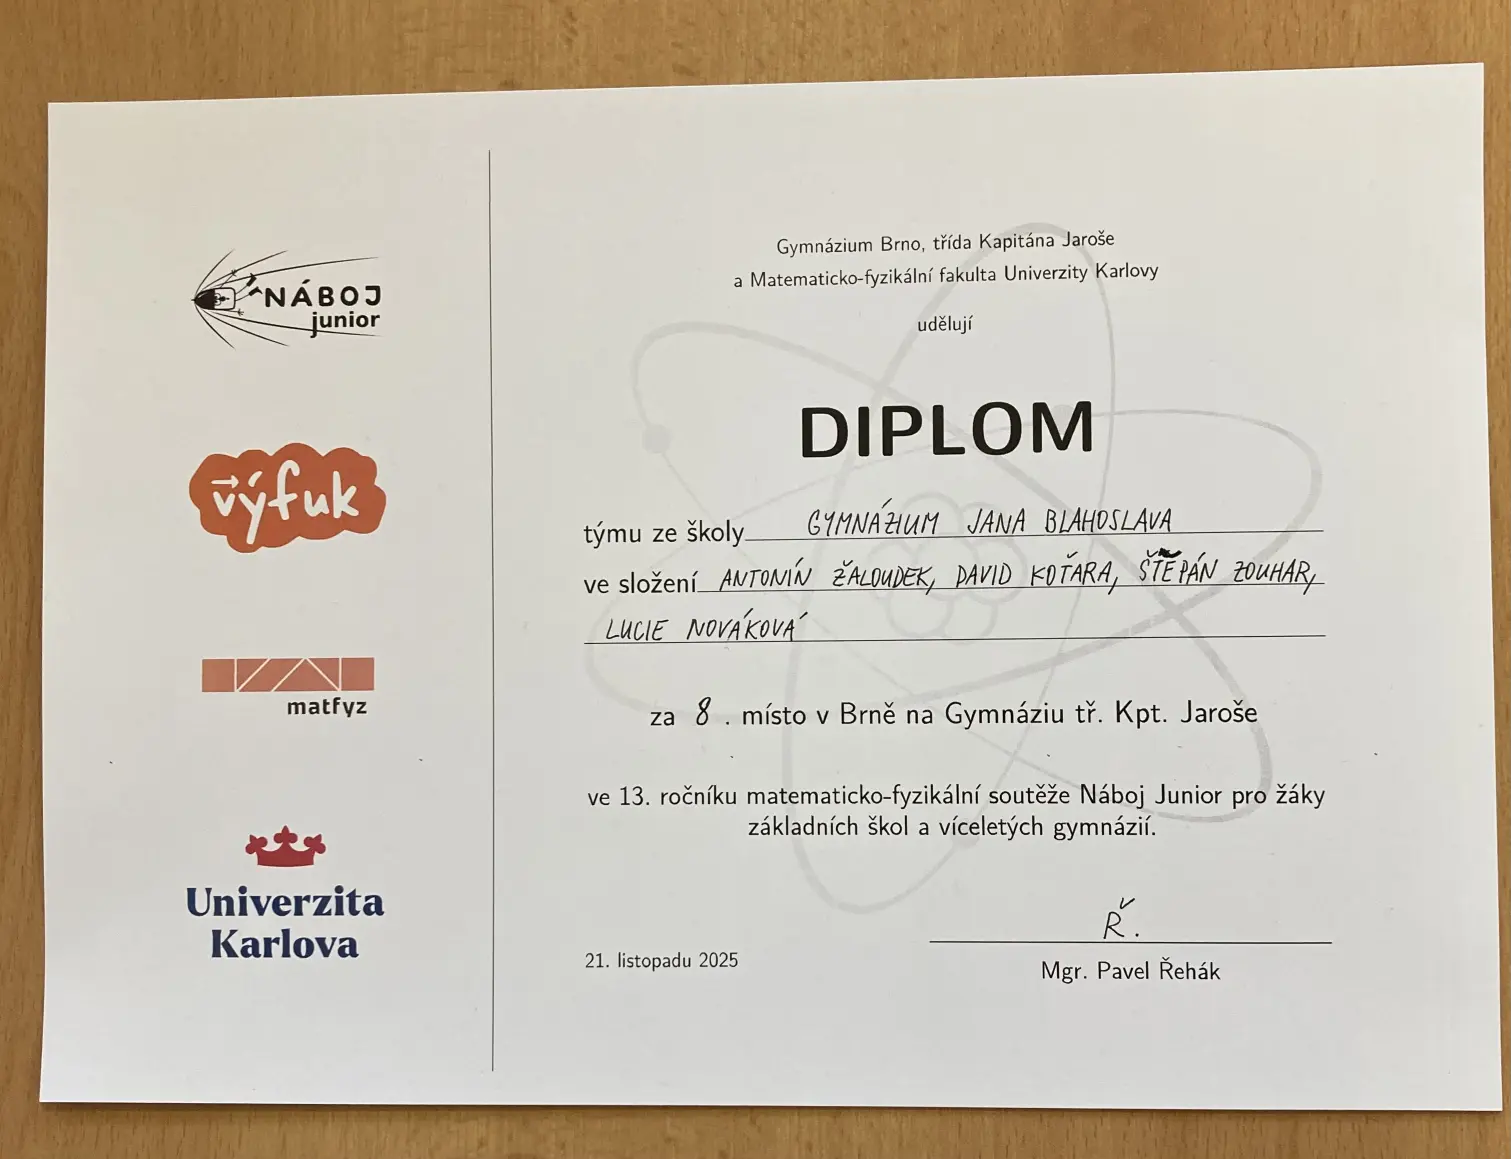 NÁBOJ
junior
výfuk
matfyz
Univerzita
Karlova
Gymnázium Brno, třída Kapitána Jaroše
a Matematicko-fyzikální fakulta Univerzity Karlovy
udělují
DIPLOM
týmu ze školy GYMNÁZIUM JANA BLAHOSLAVA
ve složení ANTONÍN ŽALOUDEK, DAVID KOŤARA, ŠTĚPÁN ZOUHAR,
LUCIE NOVÁKOVÁ
za 8. místo v Brně na Gymnáziu tř. Kpt. Jaroše
ve 13. ročníku matematicko-fyzikální soutěže Náboj Junior pro žáky
základních škol a víceletých gymnázií.
Ř.
21. listopadu 2025
Mgr. Pavel Řehák